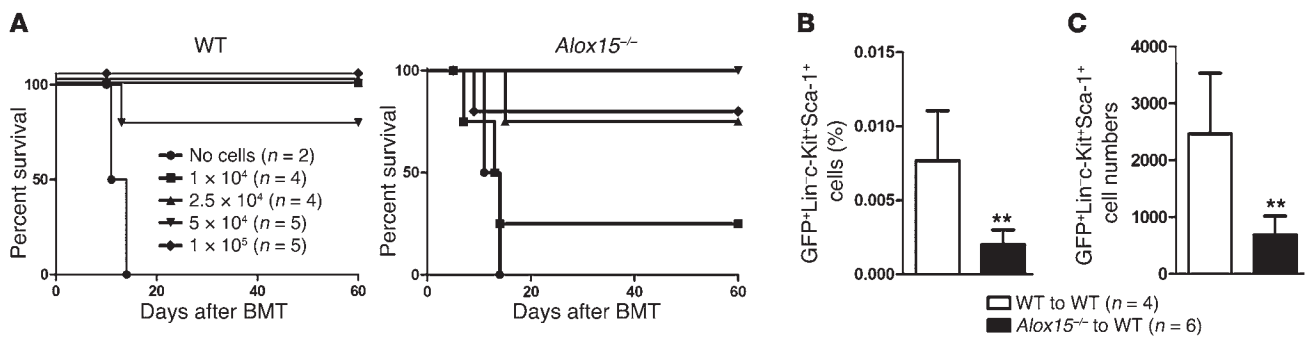 A
WT
Percent survival
100
50
0
0 20 40 60
Days after BMT
No cells (n = 2)
1 × 10⁴ (n = 4)
2.5 × 10⁴ (n = 4)
5 × 10⁴ (n = 5)
1 × 10⁵ (n = 5)
Alox15⁻/⁻
Percent survival
100
50
0
0 20 40 60
Days after BMT
B
GFP⁺Lin⁻c-Kit⁺Sca-1⁺
cells (%)
0.015
0.010
0.005
0.000
**
C
GFP⁺Lin⁻c-Kit⁺Sca-1⁺
cell numbers
4000
3000
2000
1000
0
**
WT to WT (n = 4)
Alox15⁻/⁻ to WT (n = 6)